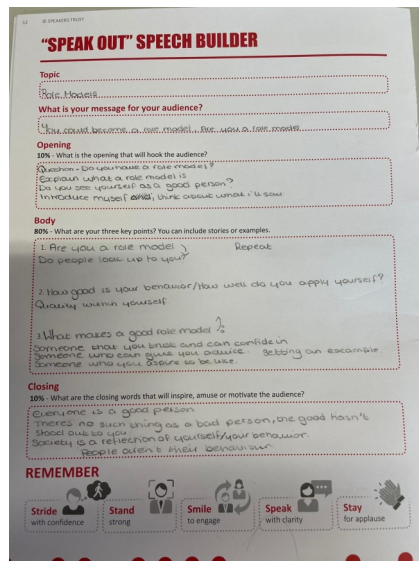 12 © SPEAKERS TRUST
"SPEAK OUT" SPEECH BUILDER
Topic
Role Models
What is your message for your audience?
You could become a role model. Are you a role model
Opening
10% - What is the opening that will hook the audience?
Question - Do you have a role model?
Explain what a role model is
Do you see yourself as a good person?
Introduce myself think about what i'll say
Body
80% - What are your three key points? You can include stories or examples.
1. Are you a role model Repeat
Do people look up to you?
2. How good is your behavior/How well do you apply yourself?
Quality within yourself
3. What makes a good role model?
Someone that you trust and can confide in
Someone who can give you advice. Setting an example
Someone who you aspire to be like.
Closing
10% - What are the closing words that will inspire, amuse or motivate the audience?
Everyone is a good person
Theres no such thing as a bad person, the good hasn't
stood out to you
Society is a reflection of yourself/your behavior.
People aren't their behaviour
REMEMBER
Stride
with confidence
Stand
strong
Smile
to engage
Speak
with clarity
Stay
for applause